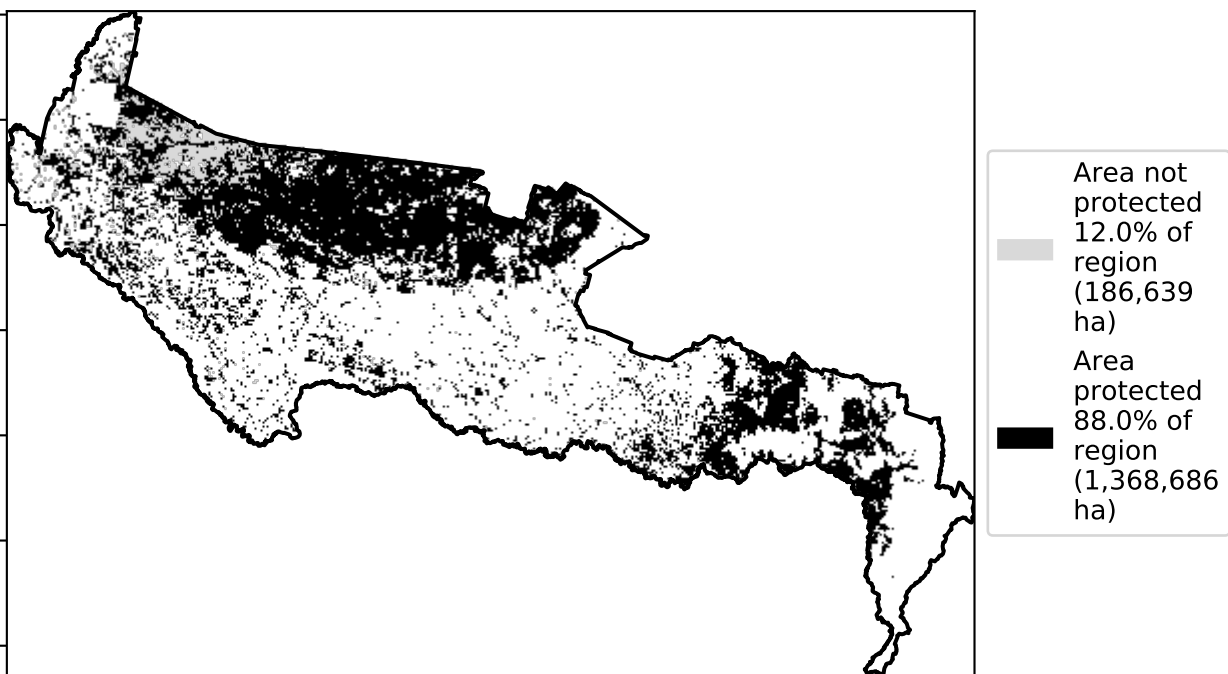 Area not
protected
12.0% of
region
(186,639
ha)
Area
protected
88.0% of
region
(1,368,686
ha)